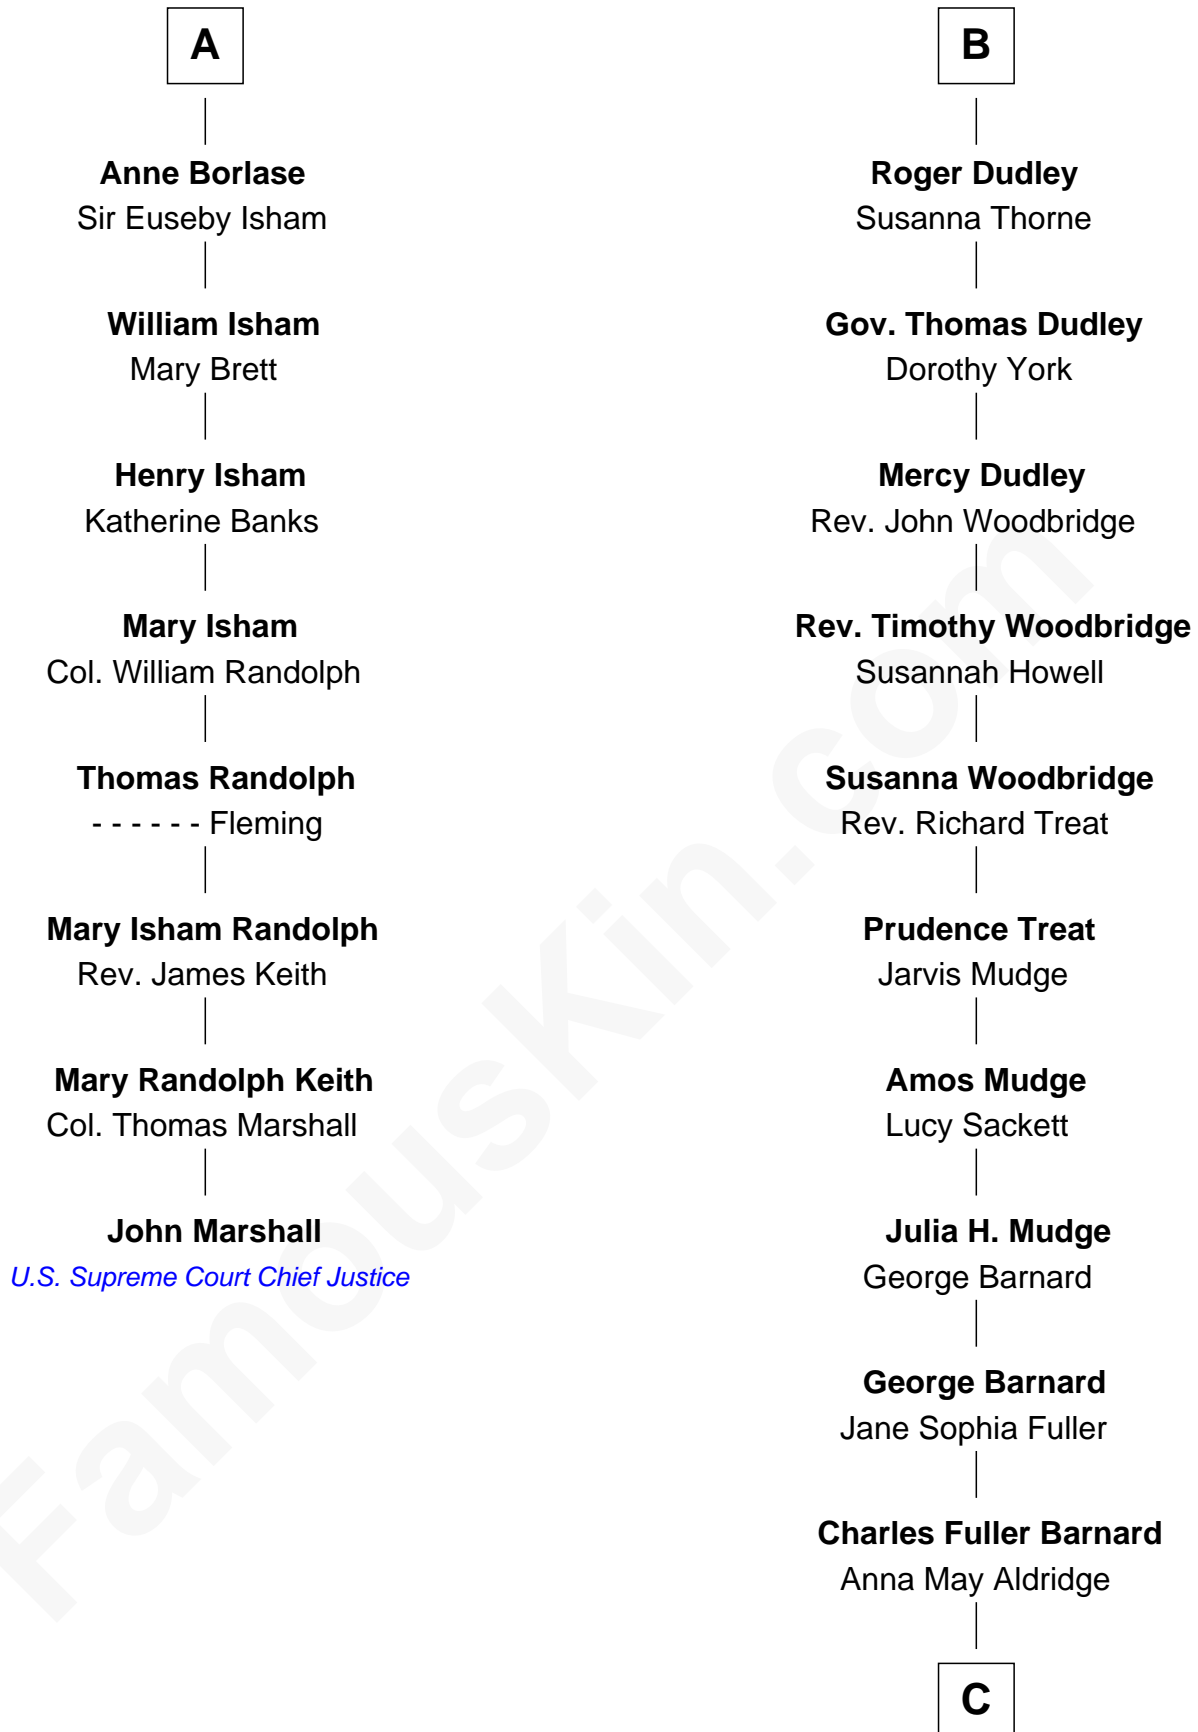 A
Anne Borlase
Sir Euseby Isham
William Isham
Mary Brett
Henry Isham
Katherine Banks
Mary Isham
Col. William Randolph
Thomas Randolph
- - - - - - Fleming
Mary Isham Randolph
Rev. James Keith
Mary Randolph Keith
Col. Thomas Marshall
John Marshall
U.S. Supreme Court Chief Justice
B
Roger Dudley
Susanna Thorne
Gov. Thomas Dudley
Dorothy York
Mercy Dudley
Rev. John Woodbridge
Rev. Timothy Woodbridge
Susannah Howell
Susanna Woodbridge
Rev. Richard Treat
Prudence Treat
Jarvis Mudge
Amos Mudge
Lucy Sackett
Julia H. Mudge
George Barnard
George Barnard
Jane Sophia Fuller
Charles Fuller Barnard
Anna May Aldridge
C
FamousKin.com